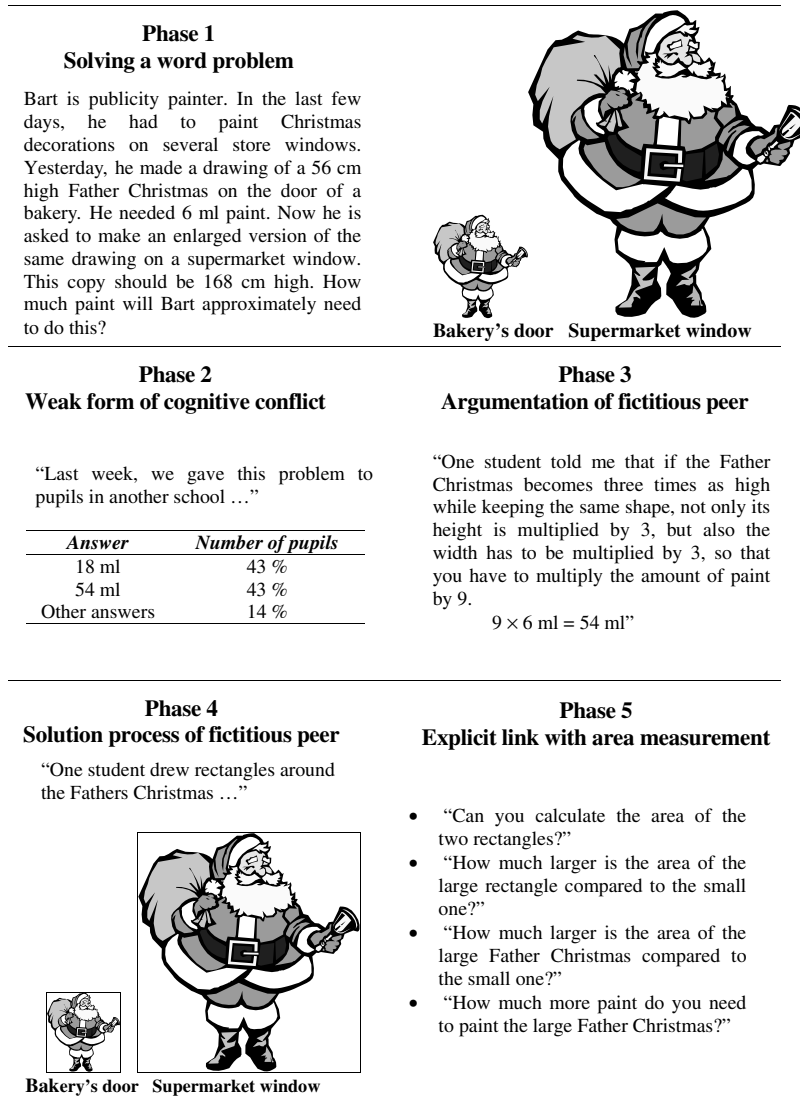 Phase 1
Solving a word problem
Bart is publicity painter. In the last few
days, he had to paint Christmas
decorations on several store windows.
Yesterday, he made a drawing of a 56 cm
high Father Christmas on the door of a
bakery. He needed 6 ml paint. Now he is
asked to make an enlarged version of the
same drawing on a supermarket window.
This copy should be 168 cm high. How
much paint will Bart approximately need
to do this?
Bakery's door Supermarket window
Phase 2
Weak form of cognitive conflict
“Last week, we gave this problem to
pupils in another school …”
Answer Number of pupils
18 ml 43 %
54 ml 43 %
Other answers 14 %
Phase 3
Argumentation of fictitious peer
“One student told me that if the Father
Christmas becomes three times as high
while keeping the same shape, not only its
height is multiplied by 3, but also the
width has to be multiplied by 3, so that
you have to multiply the amount of paint
by 9.
9 × 6 ml = 54 ml”
Phase 4
Solution process of fictitious peer
“One student drew rectangles around
the Fathers Christmas …”
Bakery's door Supermarket window
Phase 5
Explicit link with area measurement
• “Can you calculate the area of the
two rectangles?”
• “How much larger is the area of the
large rectangle compared to the small
one?”
• “How much larger is the area of the
large Father Christmas compared to
the small one?”
• “How much more paint do you need
to paint the large Father Christmas?”